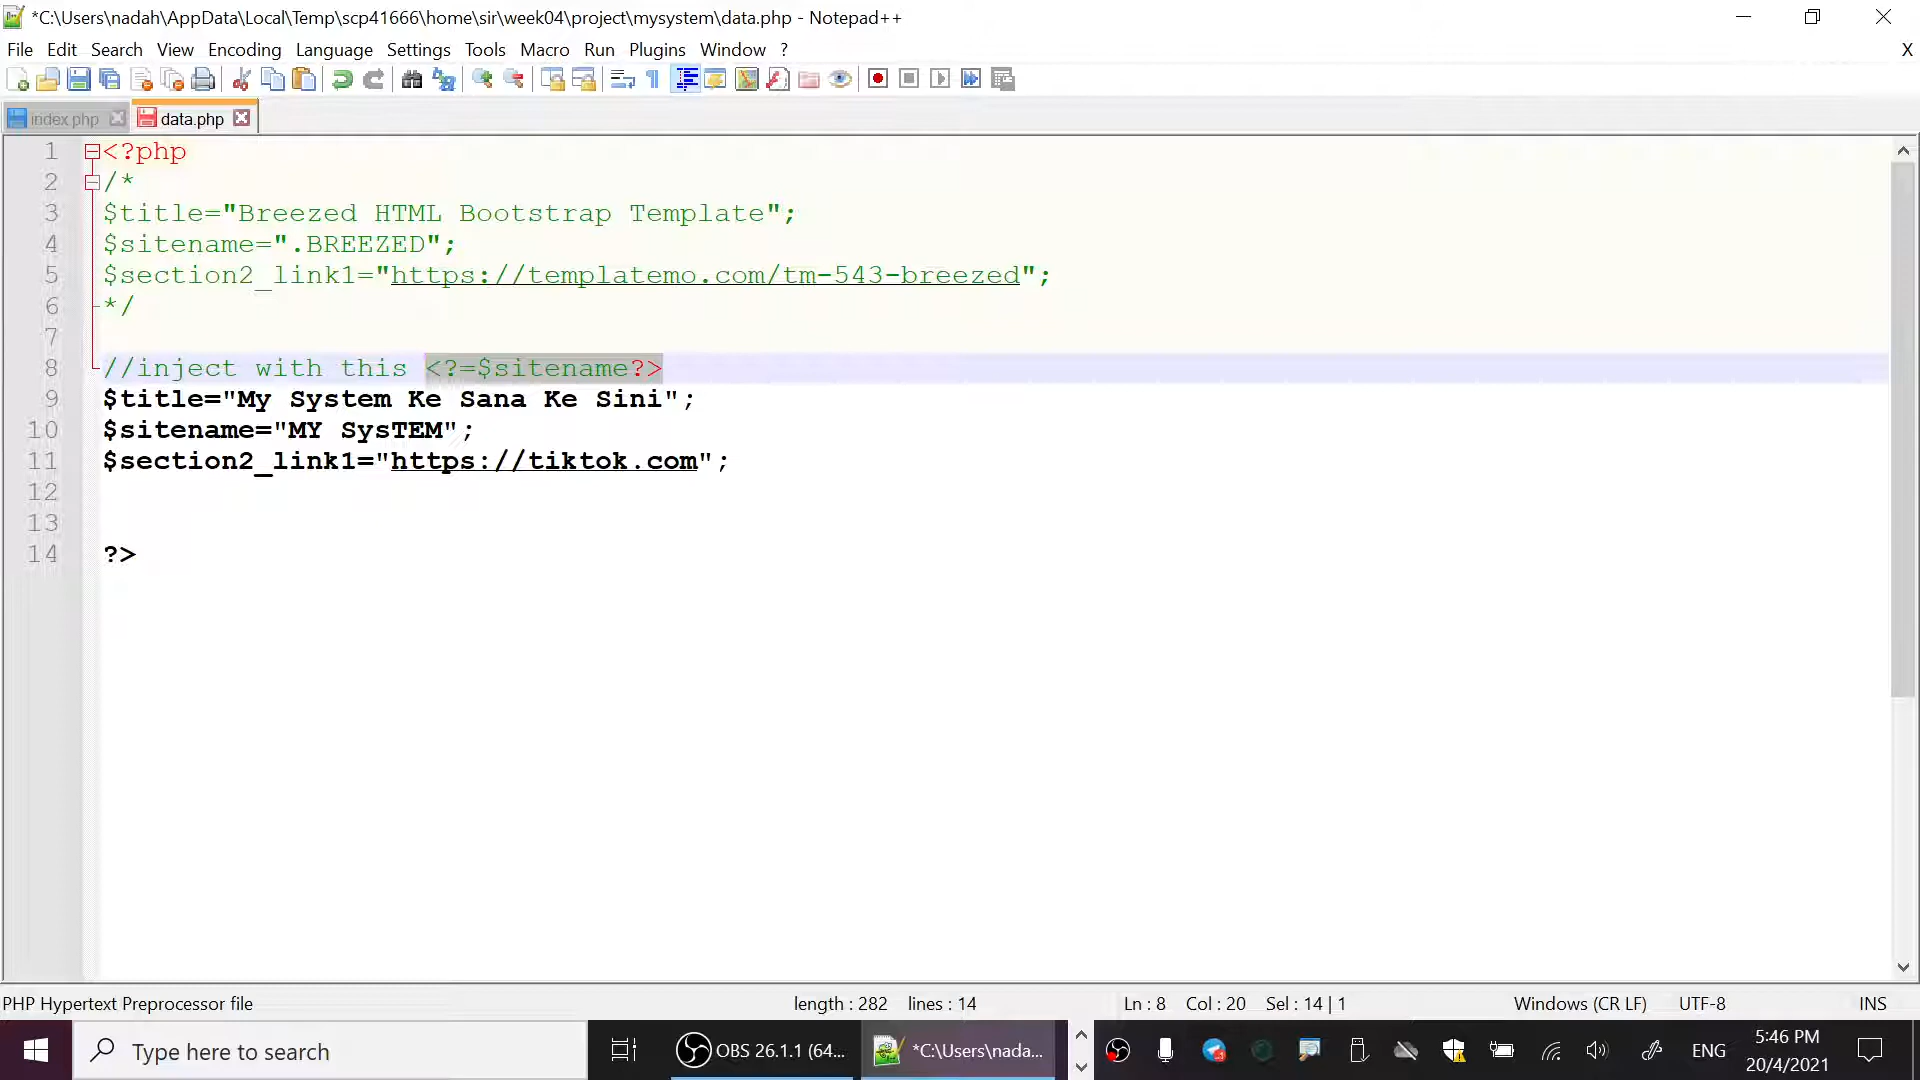 *C:\Users\nadah\AppData\Local\Temp\scp41666\home\sir\week04\project\mysystem\data.php - Notepad++
File Edit Search View Encoding Language Settings Tools Macro Run Plugins Window ? X
index.php data.php
1 <?php
2 /*
3 $title="Breezed HTML Bootstrap Template";
4 $sitename=".BREEZED";
5 $section2_link1="https://templatemo.com/tm-543-breezed";
6 */
7
8 //inject with this <?=$sitename?>
9 $title="My System Ke Sana Ke Sini";
10 $sitename="MY SysTEM";
11 $section2_link1="https://tiktok.com";
12
13
14 ?>
PHP Hypertext Preprocessor file length : 282 lines : 14 Ln : 8 Col : 20 Sel : 14 | 1 Windows (CR LF) UTF-8 INS
Type here to search OBS 26.1.1 (64... *C:\Users\nada... ENG 5:46 PM
20/4/2021